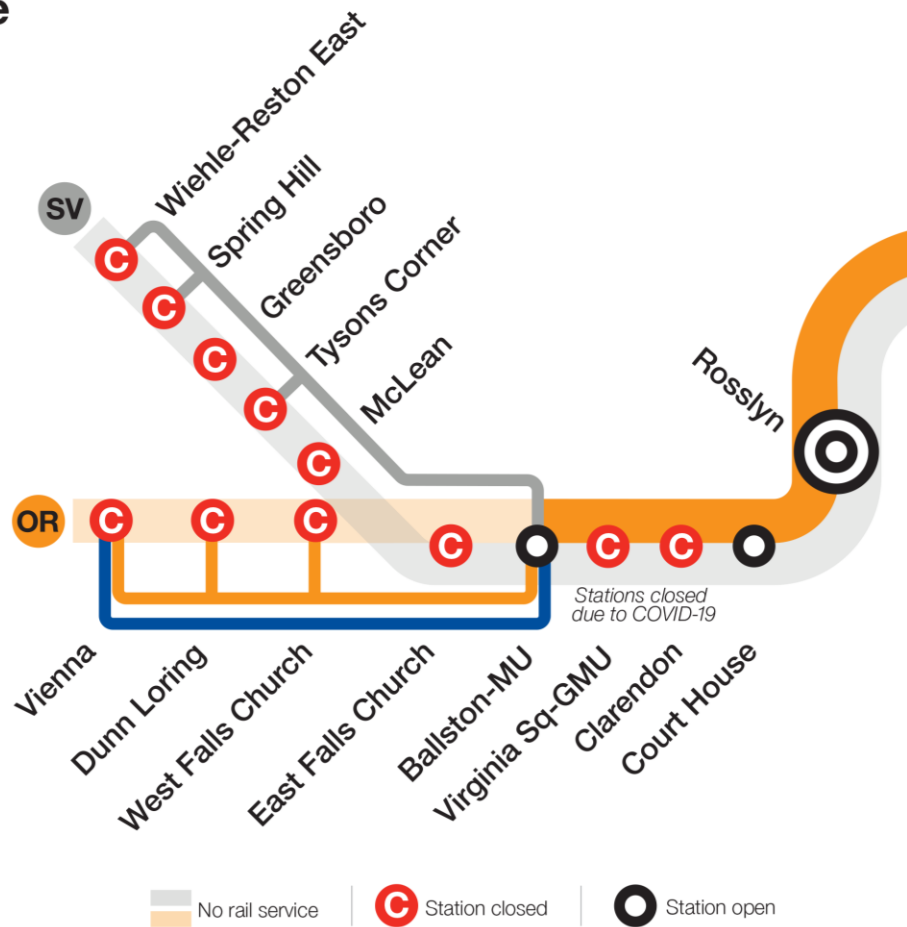 e
Wiehle-Reston East
SV
Spring Hill
Greensboro
Tysons Corner
McLean
Rosslyn
C
C
C
C
C
OR
C
C
C
C
C
C
Stations closed
due to COVID-19
Vienna
Dunn Loring
West Falls Church
East Falls Church
Ballston-MU
Virginia Sq-GMU
Clarendon
Court House
No rail service
C
Station closed
Station open